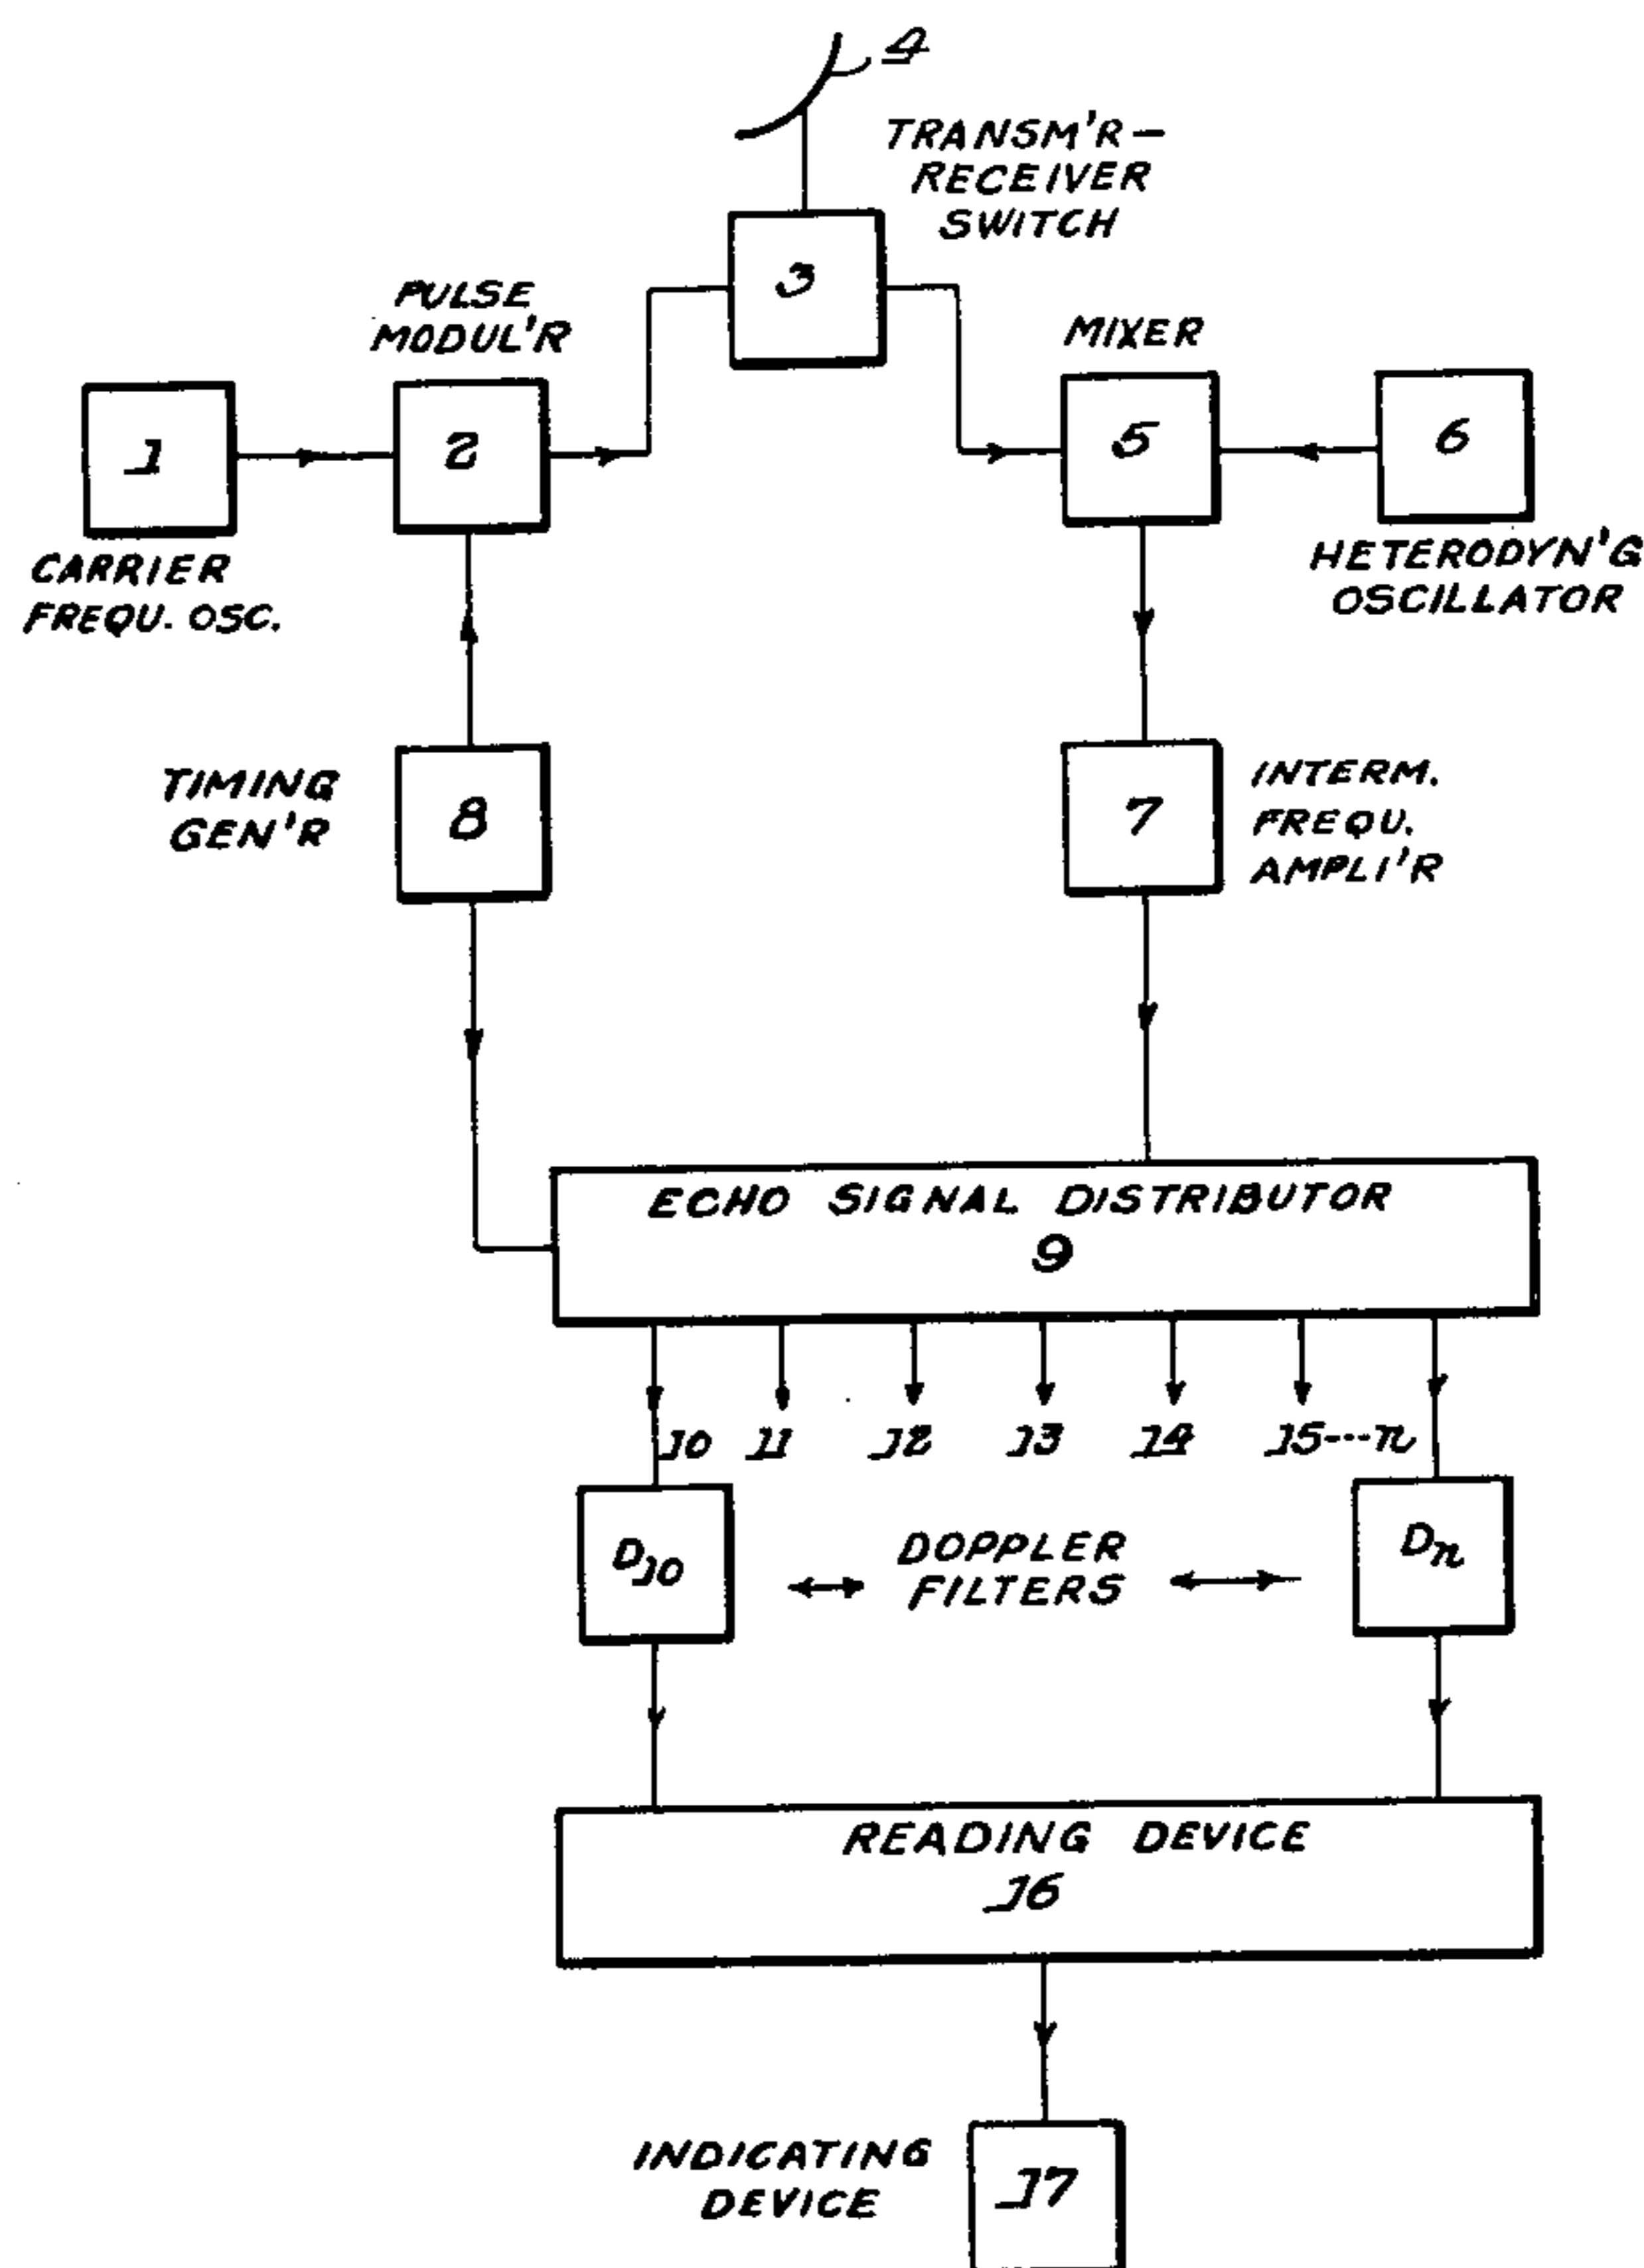 4
TRANSM'R—
RECEIVER
SWITCH
3
PULSE
MODUL'R
MIXER
1
2
5
6
CARRIER
FREQU. OSC.
HETERODYN'G
OSCILLATOR
TIMING
GEN'R
8
7
INTERM.
FREQU.
AMPLI'R
ECHO SIGNAL DISTRIBUTOR
9
10 11 12 13 14 15---n
D10
DOPPLER
FILTERS
Dn
READING DEVICE
16
INDICATING
DEVICE
17